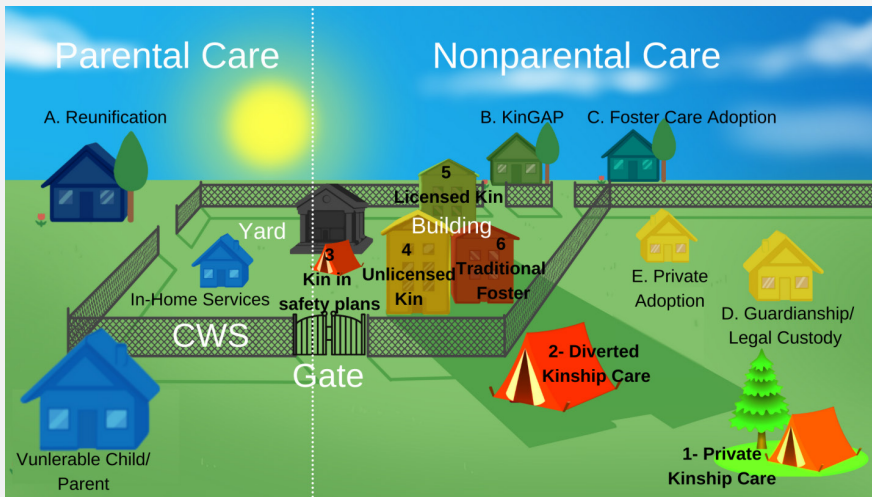 Parental Care
Nonparental Care
A. Reunification
B. KinGAP
C. Foster Care Adoption
5
Licensed Kin
Yard
Building
3
Kin in
safety plans
4
Unlicensed
Kin
6
Traditional
Foster
In-Home Services
E. Private
Adoption
D. Guardianship/
Legal Custody
CWS
Gate
2- Diverted
Kinship Care
Vunlerable Child/
Parent
1- Private
Kinship Care